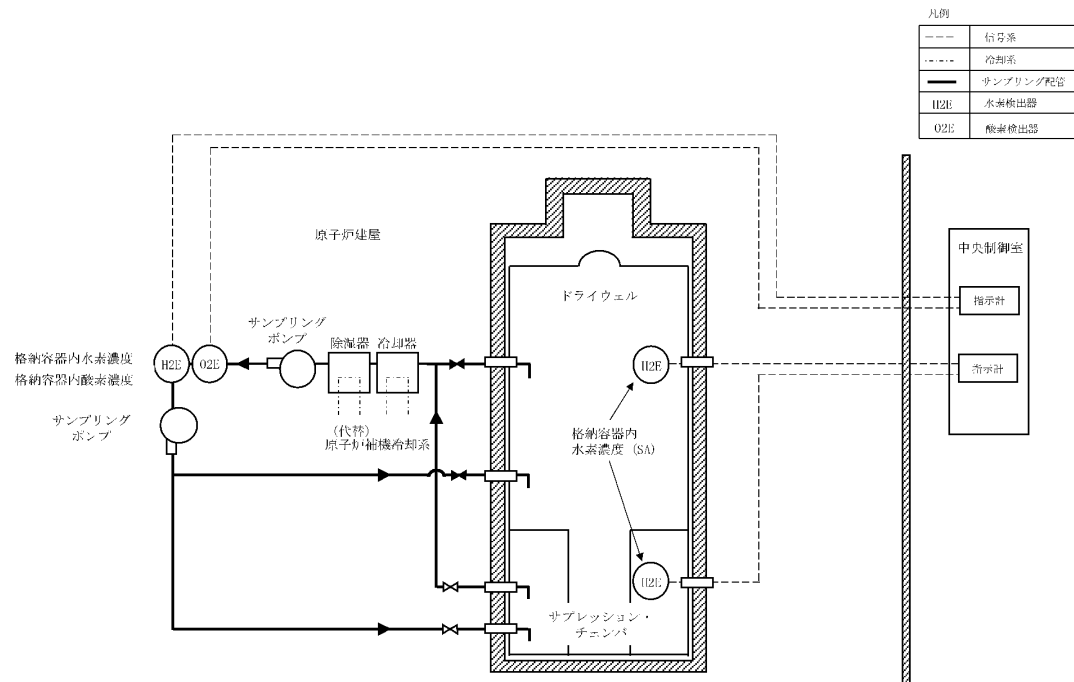 凡例
信号系
冷却系
サンプリング配管
H2E 水素検出器
O2E 酸素検出器
原子炉建屋
中央制御室
ドライウェル
指示計
サンプリング
ポンプ
除湿器 冷却器
格納容器内水素濃度
H2E
O2E
H2E
指示計
格納容器内酸素濃度
サンプリング
ポンプ
(代替)
原子炉補機冷却系
格納容器内
水素濃度 (SA)
H2E
サプレッション・
チェンバ